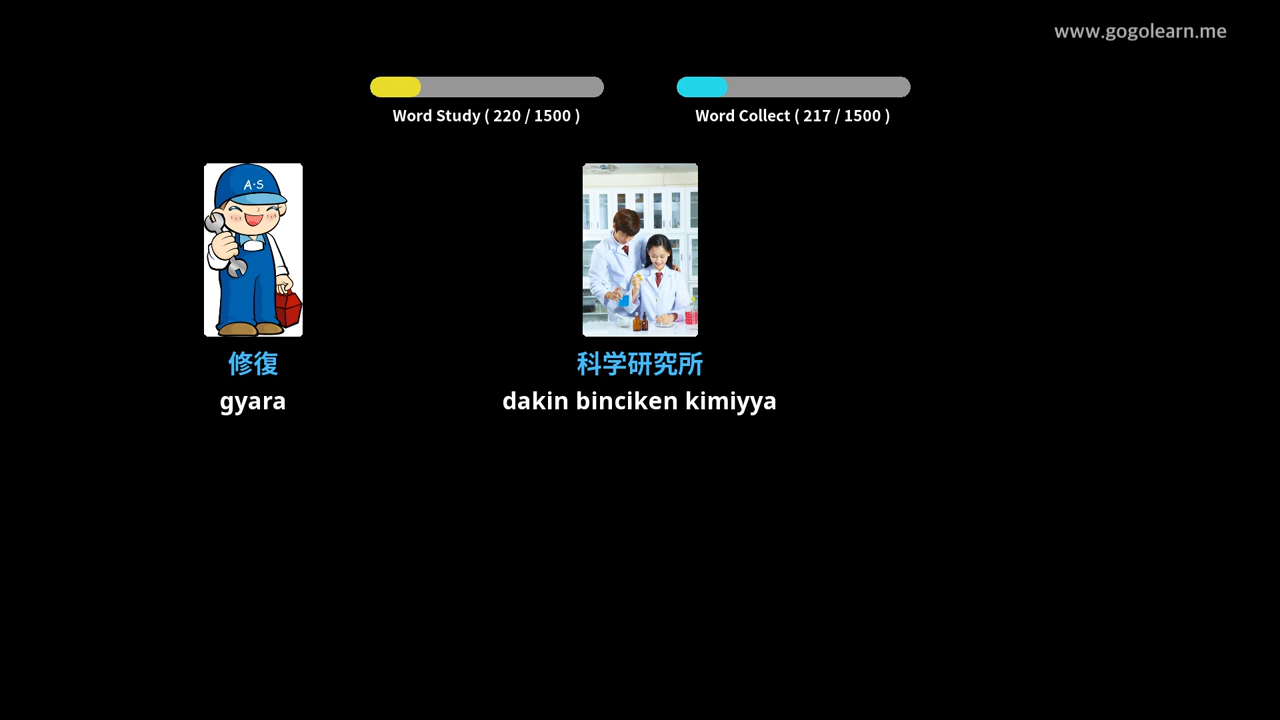 www.gogolearn.me
Word Study ( 220 / 1500 )
Word Collect ( 217 / 1500 )
A·S
修復
科学研究所
gyara
dakin binciken kimiyya